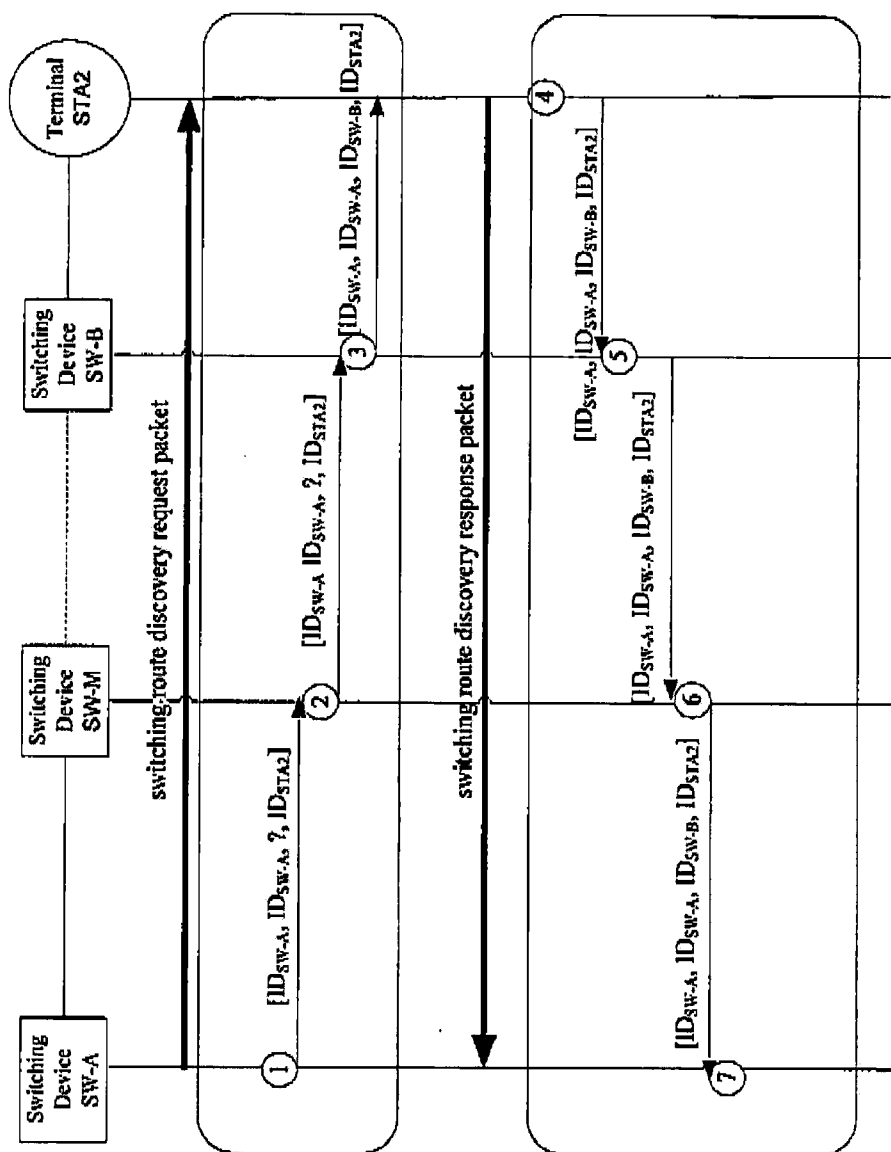 Switching
Device
SW-A
Switching
Device
SW-M
Switching
Device
SW-B
Terminal
STA2
switching route discovery request packet
1
[ID_SW-A, ID_SW-A, ?, ID_STA2]
2
[ID_SW-A ID_SW-A, ?, ID_STA2]
3
[ID_SW-A, ID_SW-A, ID_SW-B, ID_STA2]
switching route discovery response packet
4
[ID_SW-A, ID_SW-A, ID_SW-B, ID_STA2]
5
[ID_SW-A, ID_SW-A, ID_SW-B, ID_STA2]
6
[ID_SW-A, ID_SW-A, ID_SW-B, ID_STA2]
7